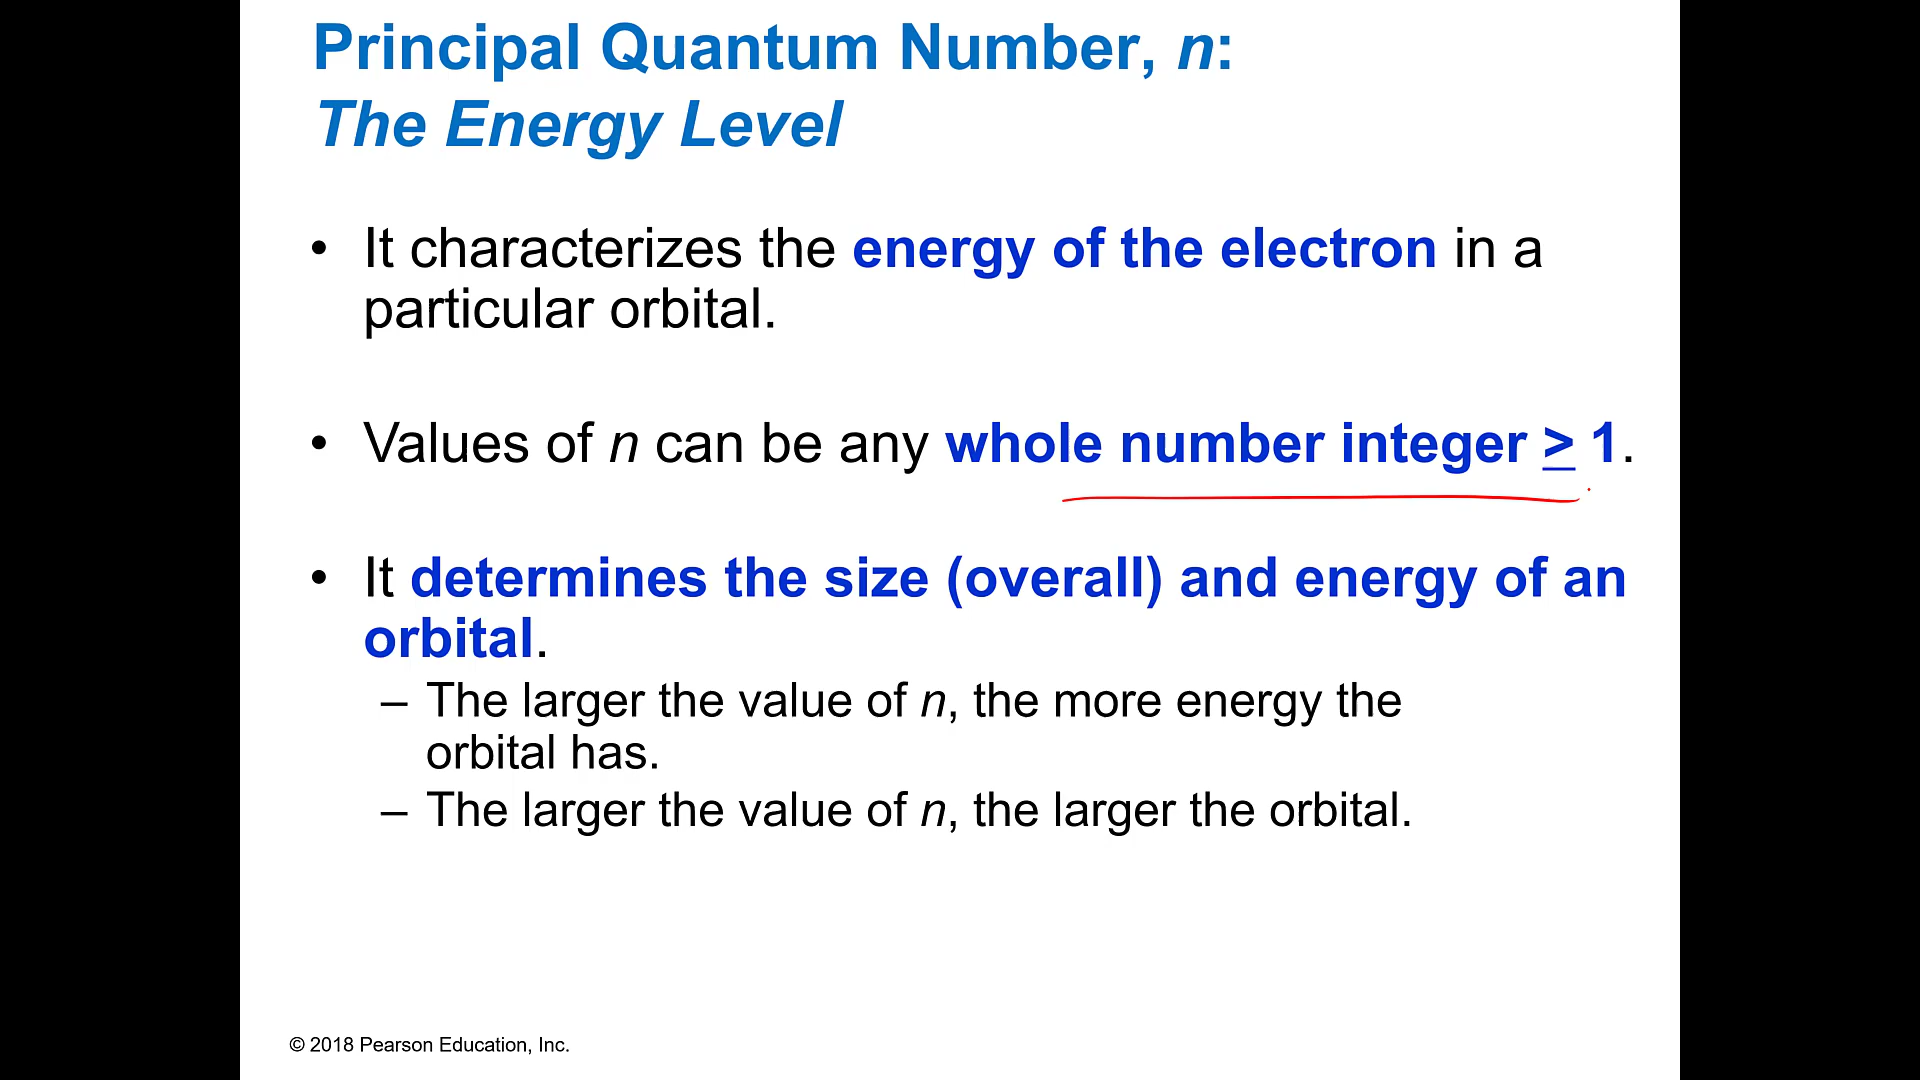 Principal Quantum Number, n:
The Energy Level
• It characterizes the energy of the electron in a
particular orbital.
• Values of n can be any whole number integer ≥ 1.
• It determines the size (overall) and energy of an
orbital.
– The larger the value of n, the more energy the
orbital has.
– The larger the value of n, the larger the orbital.
© 2018 Pearson Education, Inc.